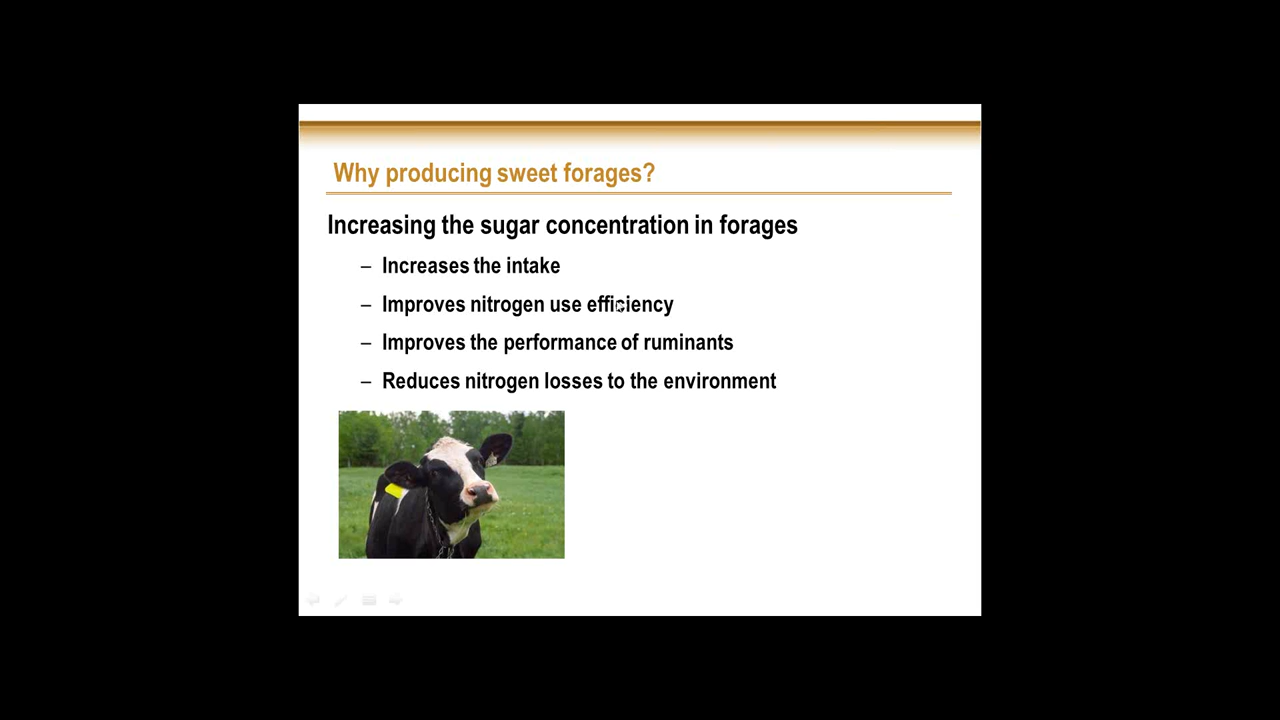 Why producing sweet forages?
Increasing the sugar concentration in forages
– Increases the intake
– Improves nitrogen use efficiency
– Improves the performance of ruminants
– Reduces nitrogen losses to the environment